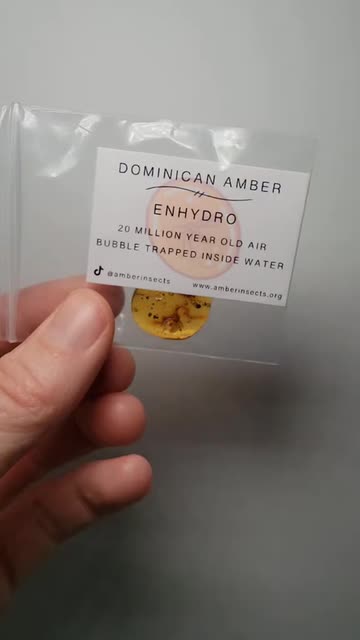 DOMINICAN AMBER
ENHYDRO
20 MILLION YEAR OLD AIR
BUBBLE TRAPPED INSIDE WATER
@amberinsects www.amberinsects.org